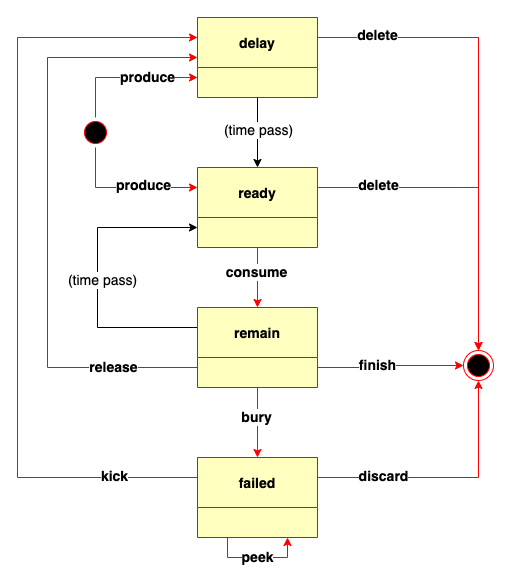 delay
delete
produce
(time pass)
produce
ready
delete
consume
(time pass)
remain
release
finish
bury
kick
failed
discard
peek